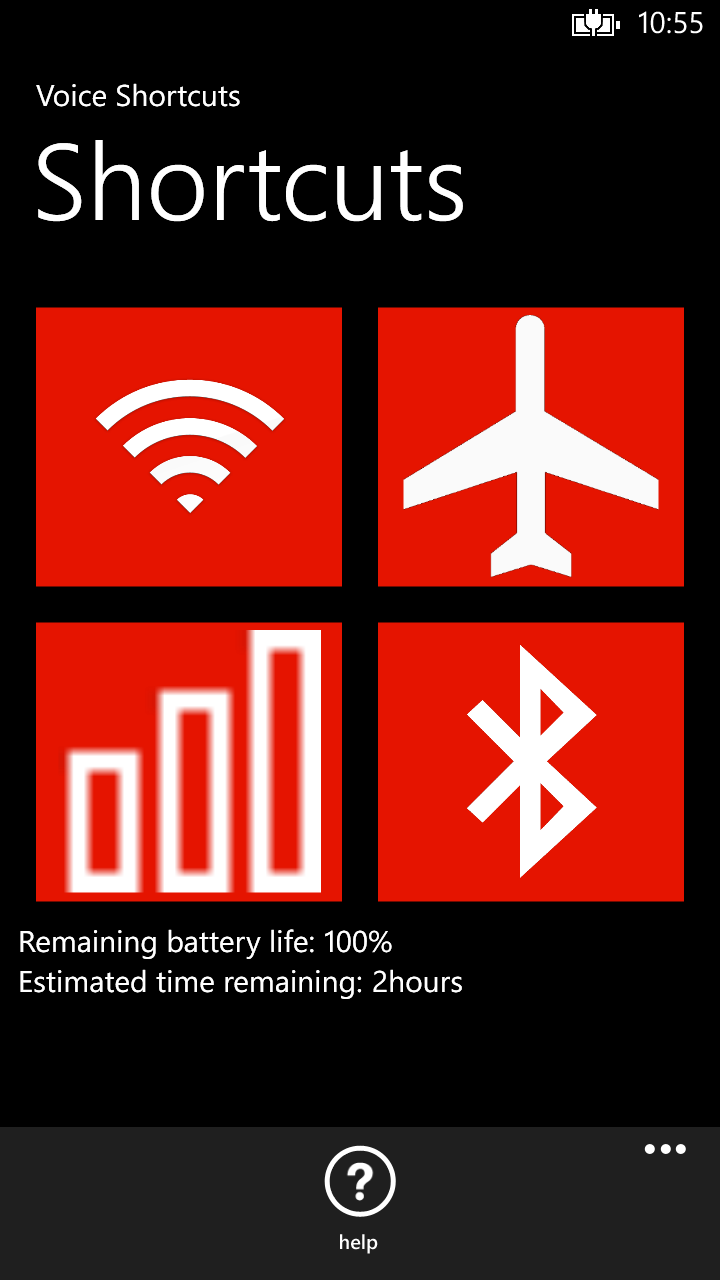 10:55
Voice Shortcuts
Shortcuts
Remaining battery life: 100%
Estimated time remaining: 2hours
?
help